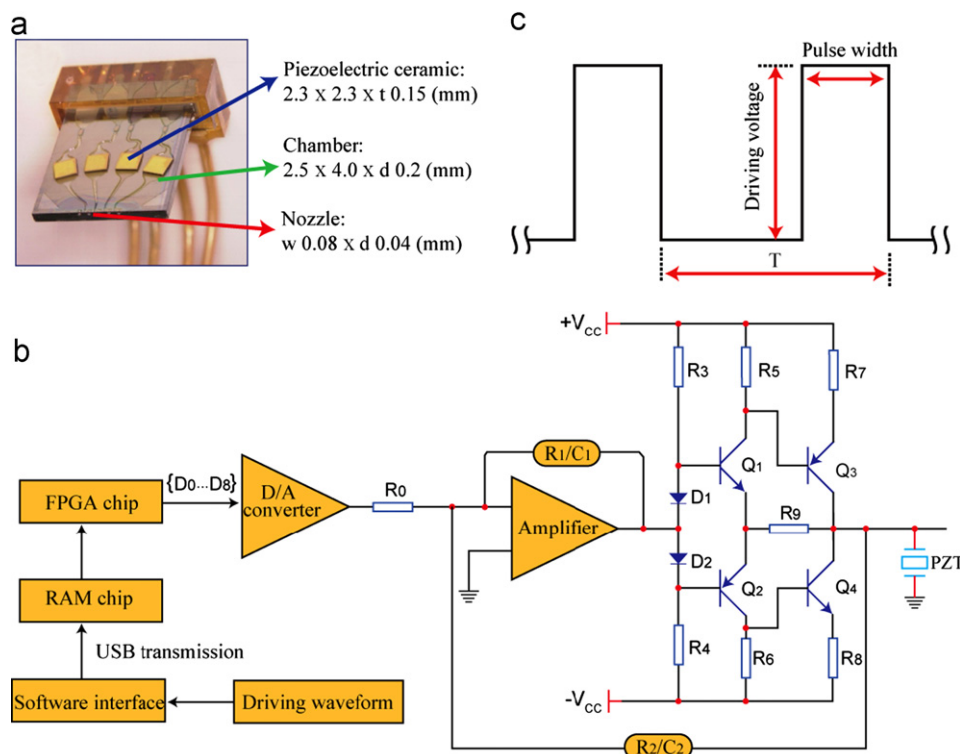 a
Piezoelectric ceramic:
2.3 x 2.3 x t 0.15 (mm)
Chamber:
2.5 x 4.0 x d 0.2 (mm)
Nozzle:
w 0.08 x d 0.04 (mm)
c
Pulse width
Driving voltage
T
b
+VCC
R3
R5
R7
R1/C1
Q1
Q3
{D0...D8}
FPGA chip
D/A
converter
R0
Amplifier
D1
R9
D2
PZT
RAM chip
Q2
Q4
USB transmission
R4
R6
R8
Software interface
Driving waveform
-VCC
R2/C2